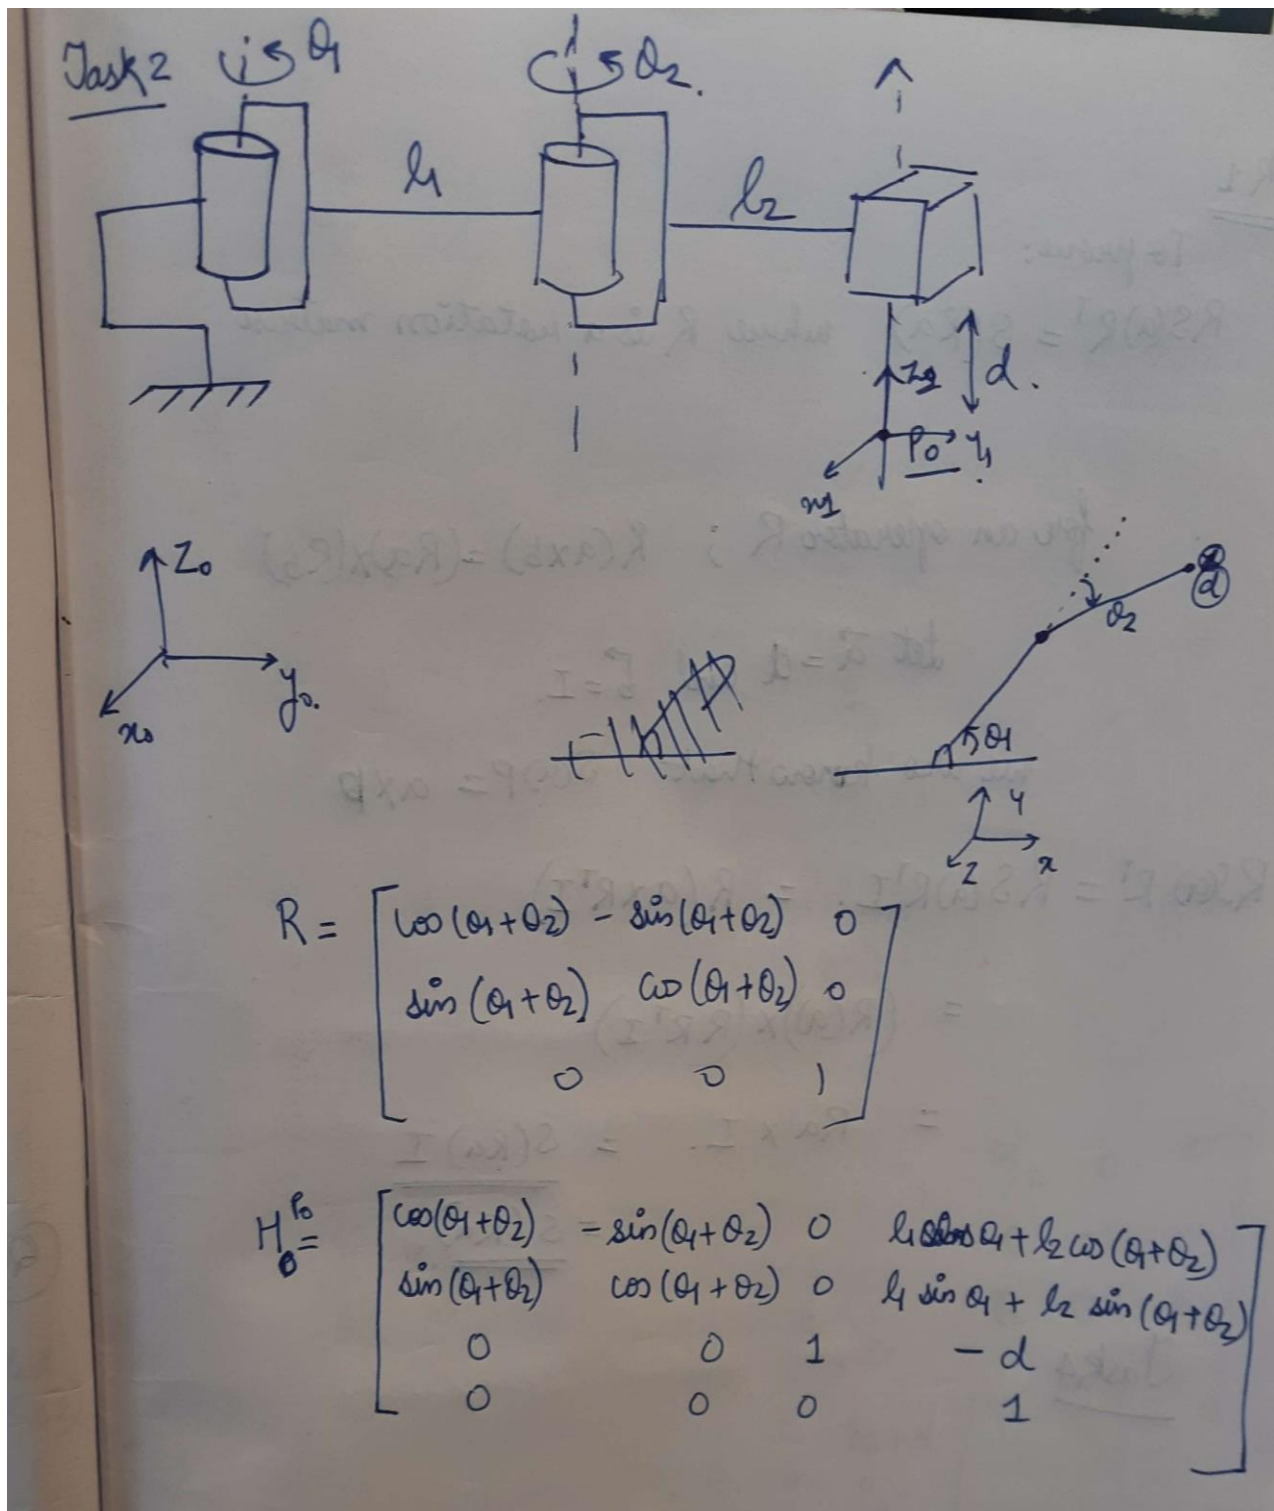 Task 2 θ1 θ2.
l1 l2
z1 d.
P0 y1
x1
Z0
y0.
x0
θ2 d
θ1
y
z x
R = [ cos(θ1+θ2) - sin(θ1+θ2) 0
sin(θ1+θ2) cos(θ1+θ2) 0
0 0 1 ]
H0^P0 = [ cos(θ1+θ2) - sin(θ1+θ2) 0 l1 cos θ1 + l2 cos(θ1+θ2)
sin(θ1+θ2) cos(θ1+θ2) 0 l1 sin θ1 + l2 sin(θ1+θ2)
0 0 1 - d
0 0 0 1 ]